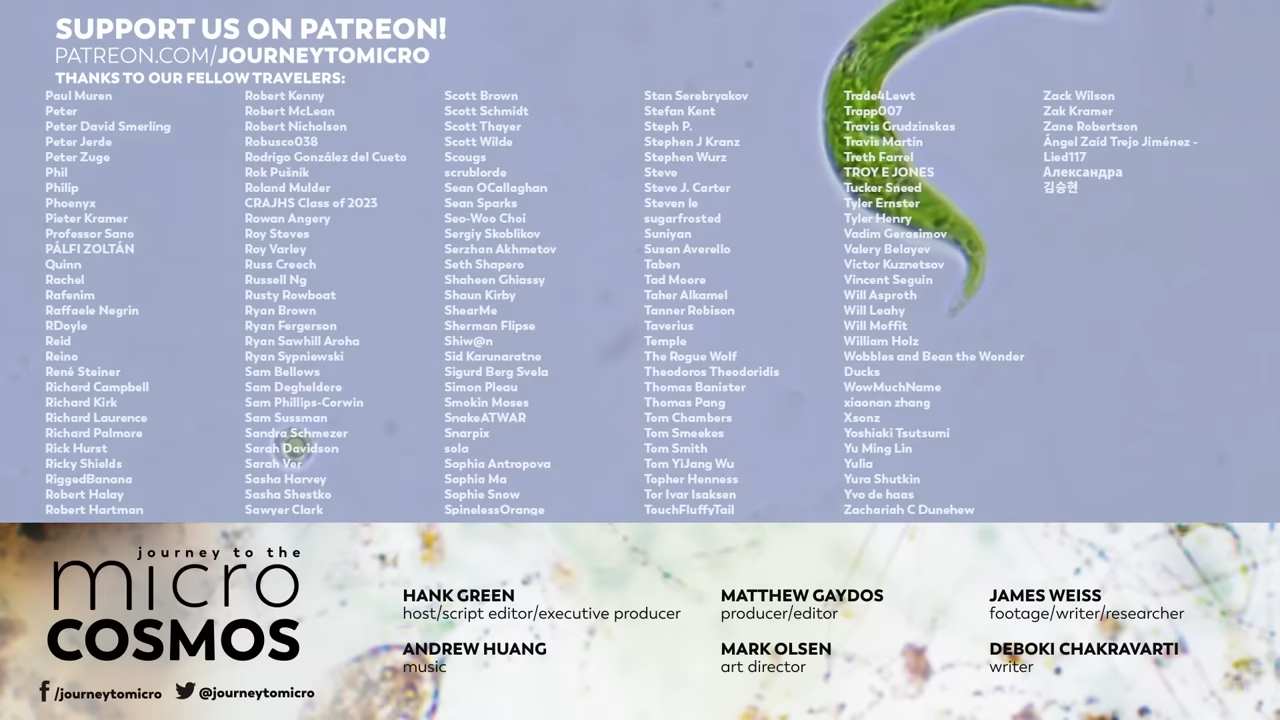 SUPPORT US ON PATREON!
PATREON.COM/JOURNEYTOMICRO
THANKS TO OUR FELLOW TRAVELERS:
Paul Muren
Peter
Peter David Smerling
Peter Jerde
Peter Zuge
Phil
Philip
Phoenyx
Pieter Kramer
Professor Sano
PÁLFI ZOLTÁN
Quinn
Rachel
Rafenim
Raffaele Negrin
RDoyle
Reid
Reino
René Steiner
Richard Campbell
Richard Kirk
Richard Laurence
Richard Palmore
Rick Hurst
Ricky Shields
RiggedBanana
Robert Halay
Robert Hartman
Robert Kenny
Robert McLean
Robert Nicholson
Robusco038
Rodrigo González del Cueto
Rok Pušnik
Roland Mulder
CRAJHS Class of 2023
Rowan Angery
Roy Steves
Roy Varley
Russ Creech
Russell Ng
Rusty Rowboat
Ryan Brown
Ryan Fergerson
Ryan Sawhill Aroha
Ryan Sypniewski
Sam Bellows
Sam Degheldere
Sam Phillips-Corwin
Sam Sussman
Sandra Schmezer
Sarah Davidson
Sarah Ver
Sasha Harvey
Sasha Shestko
Sawyer Clark
Scott Brown
Scott Schmidt
Scott Thayer
Scott Wilde
Scougs
scrublorde
Sean OCallaghan
Sean Sparks
Seo-Woo Choi
Sergiy Skoblikov
Serzhan Akhmetov
Seth Shapero
Shaheen Ghiassy
Shaun Kirby
ShearMe
Sherman Flipse
Shiw@n
Sid Karunaratne
Sigurd Berg Svela
Simon Pleau
Smokin Moses
SnakeATWAR
Snarpix
sola
Sophia Antropova
Sophia Ma
Sophie Snow
SpinelessOrange
Stan Serebryakov
Stefan Kent
Steph P.
Stephen J Kranz
Stephen Wurz
Steve
Steve J. Carter
Steven le
sugarfrosted
Suniyan
Susan Averello
Taben
Tad Moore
Taher Alkamel
Tanner Robison
Taverius
Temple
The Rogue Wolf
Theodoros Theodoridis
Thomas Banister
Thomas Pang
Tom Chambers
Tom Smeekes
Tom Smith
Tom YiJang Wu
Topher Henness
Tor Ivar Isaksen
TouchFluffyTail
Trade4Lewt
Trapp007
Travis Grudzinskas
Travis Martin
Treth Farrel
TROY E JONES
Tucker Sneed
Tyler Ernster
Tyler Henry
Vadim Gerasimov
Valery Belayev
Victor Kuznetsov
Vincent Seguin
Will Asproth
Will Leahy
Will Moffit
William Holz
Wobbles and Bean the Wonder
Ducks
WowMuchName
xiaonan zhang
Xsonz
Yoshiaki Tsutsumi
Yu Ming Lin
Yulia
Yura Shutkin
Yvo de haas
Zachariah C Dunehew
Zack Wilson
Zak Kramer
Zane Robertson
Ángel Zaíd Trejo Jiménez -
Lied117
Александра
김승현
journey to the
micro
COSMOS
/journeytomicro @journeytomicro
HANK GREEN
host/script editor/executive producer
ANDREW HUANG
music
MATTHEW GAYDOS
producer/editor
MARK OLSEN
art director
JAMES WEISS
footage/writer/researcher
DEBOKI CHAKRAVARTI
writer